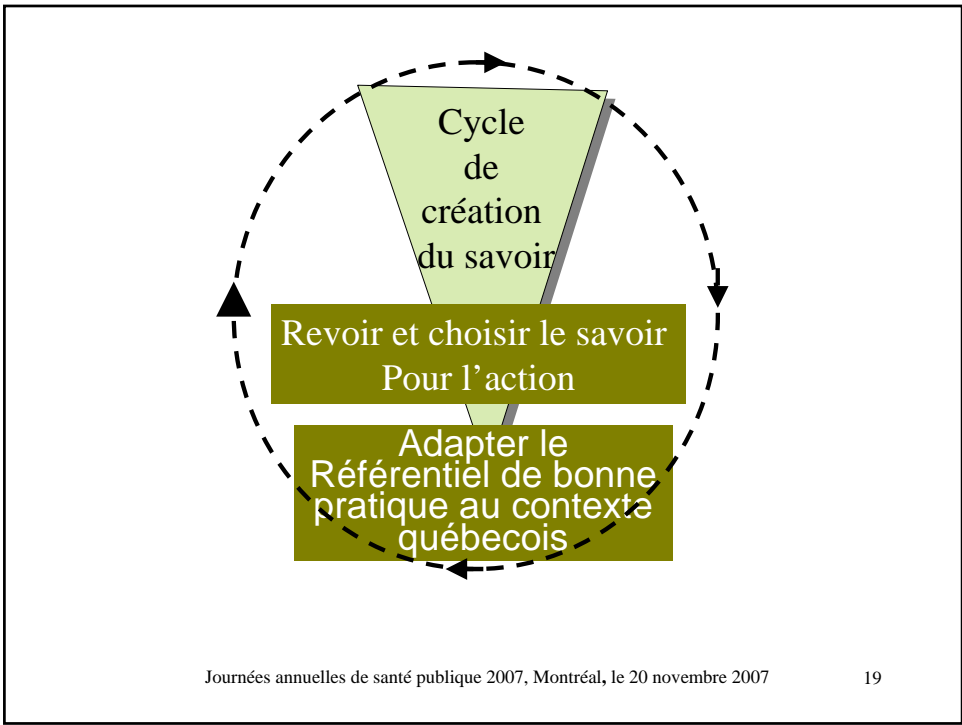 Cycle
de
création
du savoir
Revoir et choisir le savoir
Pour l’action
Adapter le
Référentiel de bonne
pratique au contexte
québecois
Journées annuelles de santé publique 2007, Montréal, le 20 novembre 2007
19